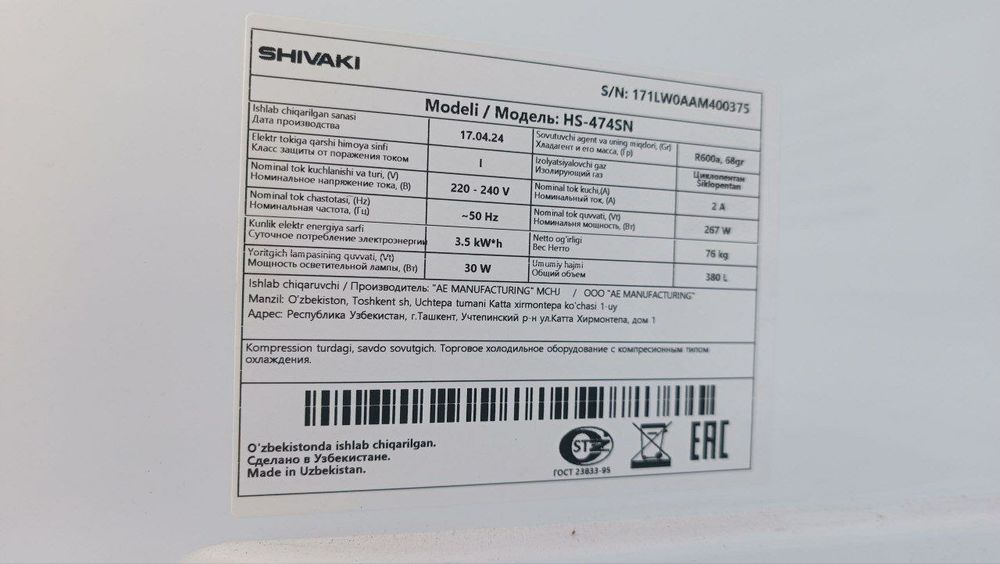 SHIVAKI
S/N: 171LW0AAM400375
Modeli / Модель: HS-474SN
Ishlab chiqarilgan sanasi
Дата производства
17.04.24
Sovutuvchi agent va uning miqdori, (Gr)
Хладагент и его масса, (Гр)
R600a, 68gr
Elektr tokiga qarshi himoya sinfi
Класс защиты от поражения током
I
Izolyatsiyalovchi gaz
Изолирующий газ
Циклопентан
Siklopentan
Nominal tok kuchlanishi va turi, (V)
Номинальное напряжение тока, (В)
220 - 240 V
Nominal tok kuchi,(A)
Номинальный ток, (А)
2 A
Nominal tok chastotasi, (Hz)
Номинальная частота, (Гц)
~50 Hz
Nominal tok quvvati, (Vt)
Номинальня мощность, (Вт)
267 W
Kunlik elektr energiya sarfi
Суточное потребление электроэнергии
3.5 kW*h
Netto og'irligi
Вес Нетто
76 kg
Yoritgich lampasining quvvati, (Vt)
Мощность осветительной лампы, (Вт)
30 W
Umumiy hajmi
Общий объем
380 L
Ishlab chiqaruvchi / Производитель: "AE MANUFACTURING" MCHJ / ООО "AE MANUFACTURING"
Manzil: O'zbekiston, Toshkent sh, Uchtepa tumani Katta xirmontepa ko'chasi 1-uy
Адрес: Республика Узбекистан, г.Ташкент, Учтепинский р-н ул.Катта Хирмонтепа, дом 1
Kompression turdagi, savdo sovutgich. Торговое холодильное оборудование с компресионным типом
охлаждения.
O'zbekistonda ishlab chiqarilgan.
Сделано в Узбекистане.
Made in Uzbekistan.
ГОСТ 23833-95
EAC